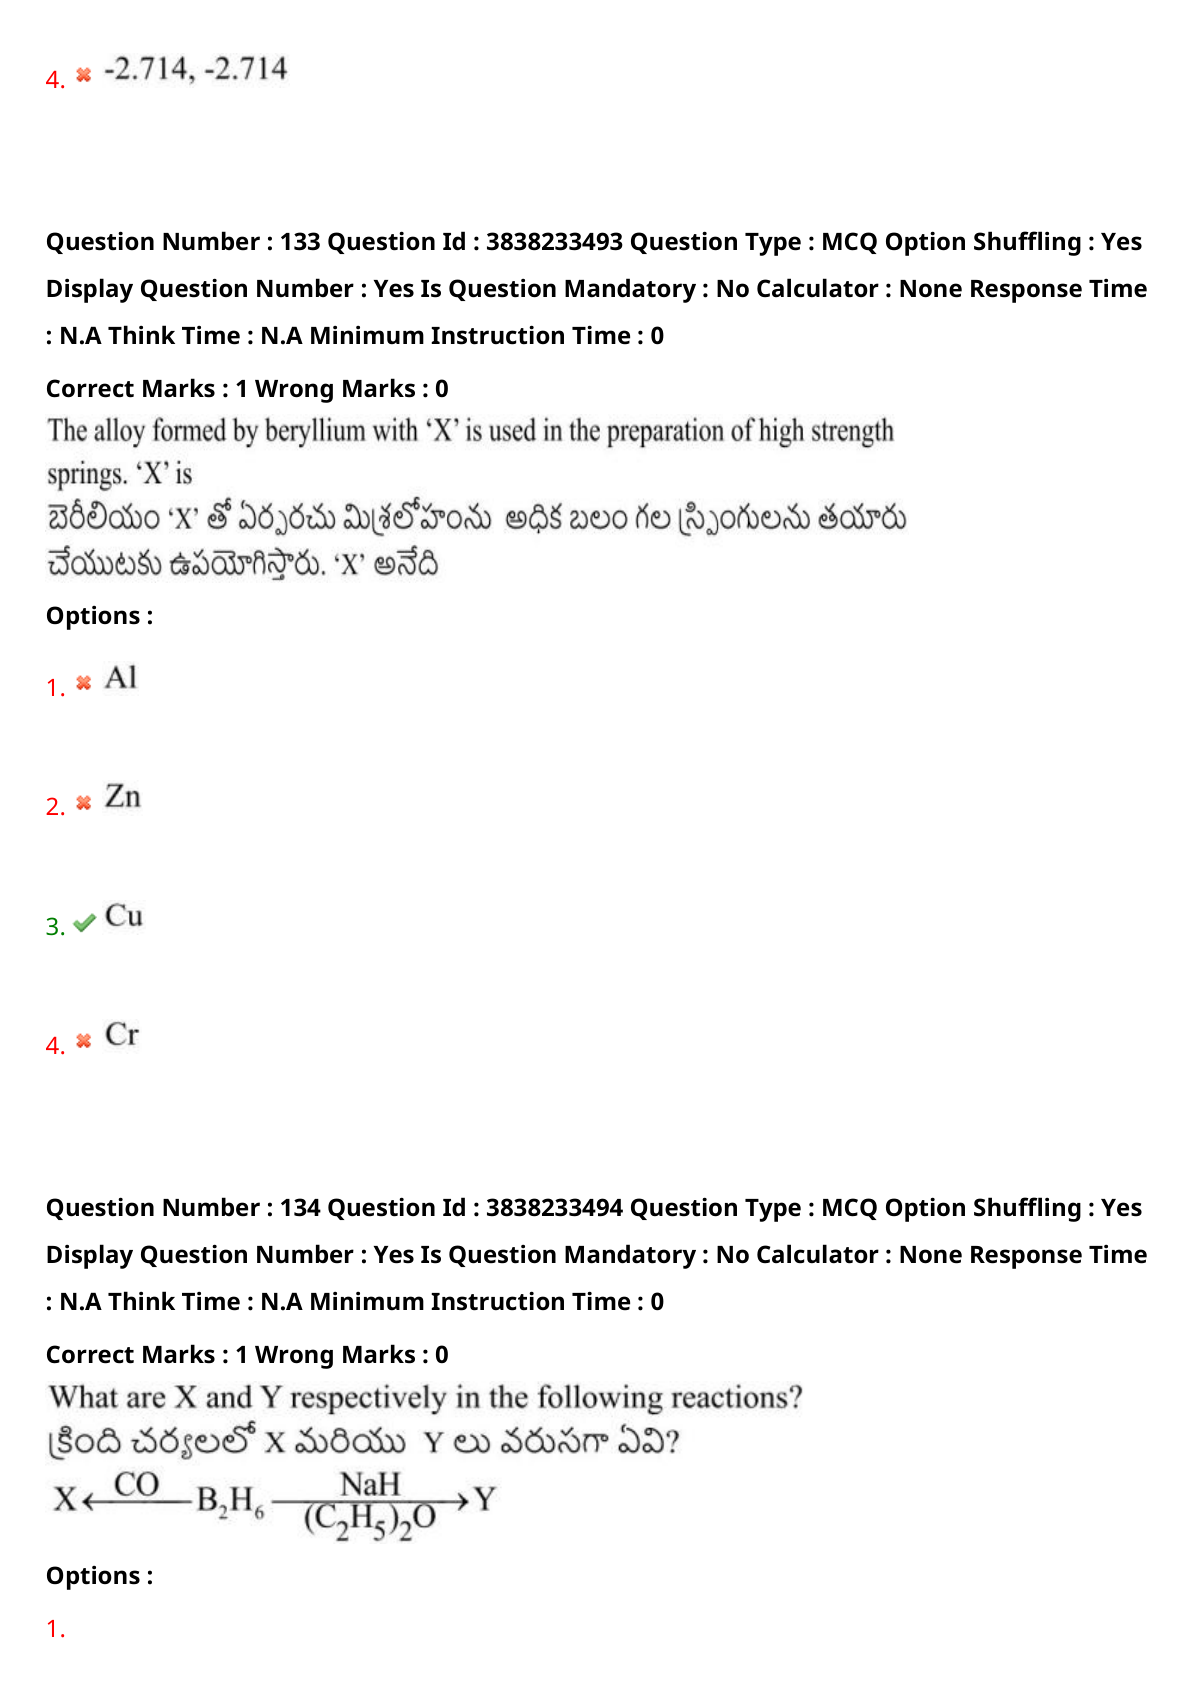 4. -2.714, -2.714
Question Number : 133 Question Id : 3838233493 Question Type : MCQ Option Shuffling : Yes
Display Question Number : Yes Is Question Mandatory : No Calculator : None Response Time
: N.A Think Time : N.A Minimum Instruction Time : 0
Correct Marks : 1 Wrong Marks : 0
The alloy formed by beryllium with ‘X’ is used in the preparation of high strength
springs. ‘X’ is
బెరీలియం ‘X’ తో ఏర్పరచు మిశ్రలోహంను అధిక బలం గల స్ప్రింగులను తయారు
చేయుటకు ఉపయోగిస్తారు. ‘X’ అనేది
Options :
1. Al
2. Zn
3. Cu
4. Cr
Question Number : 134 Question Id : 3838233494 Question Type : MCQ Option Shuffling : Yes
Display Question Number : Yes Is Question Mandatory : No Calculator : None Response Time
: N.A Think Time : N.A Minimum Instruction Time : 0
Correct Marks : 1 Wrong Marks : 0
What are X and Y respectively in the following reactions?
క్రింది చర్యలలో X మరియు Y లు వరుసగా ఏవి?
X ←CO— B₂H₆ —NaH/(C₂H₅)₂O→ Y
Options :
1.